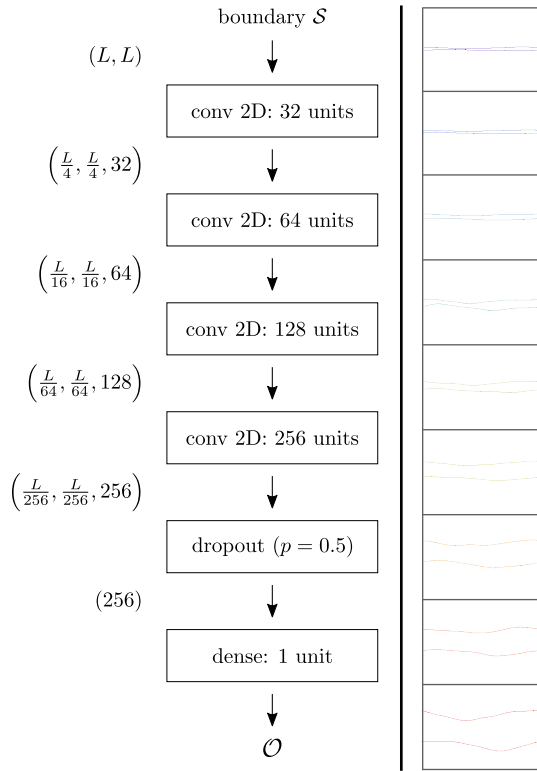 boundary 𝒮
(L, L)
conv 2D: 32 units
(L/4, L/4, 32)
conv 2D: 64 units
(L/16, L/16, 64)
conv 2D: 128 units
(L/64, L/64, 128)
conv 2D: 256 units
(L/256, L/256, 256)
dropout (p = 0.5)
(256)
dense: 1 unit
𝒪